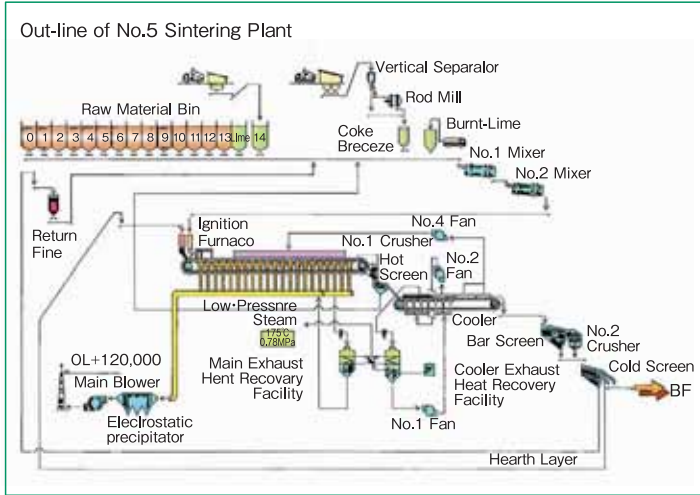 Out-line of No.5 Sintering Plant
Vertical Separalor
Rod Mill
Raw Material Bin
Coke
Breceze
Burnt-Lime
0 1 2 3 4 5 6 7 8 9 10 11 12 13 Lime 14
No.1 Mixer
No.2 Mixer
Return
Fine
Ignition
Furnaco
No.4 Fan
No.1 Crusher
Hot
Screen
No.2
Fan
Low·Pressnre
Steam
175℃
0.78MPa
Cooler
Bar Screen
No.2
Crusher
Cold Screen
BF
OL+120,000
Main Blower
Main Exhaust
Hent Recovary
Facility
Cooler Exhaust
Heat Recovery
Facility
Eleclrostatic
precipitator
No.1 Fan
Hearth Layer